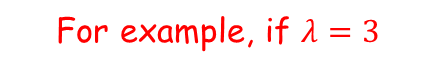 For example, if λ = 3